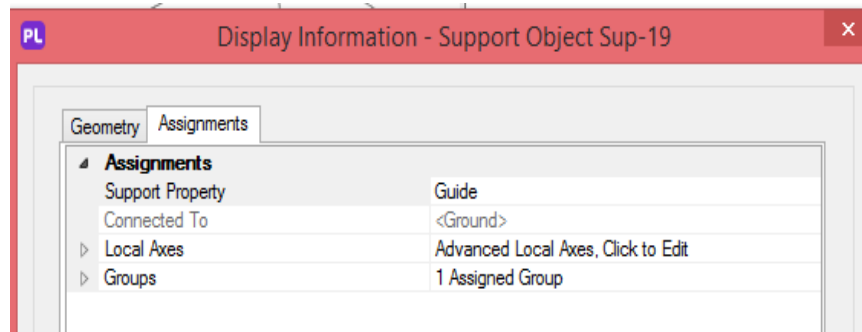 PL Display Information - Support Object Sup-19 x
Geometry Assignments
Assignments
Support Property Guide
Connected To <Ground>
Local Axes Advanced Local Axes, Click to Edit
Groups 1 Assigned Group